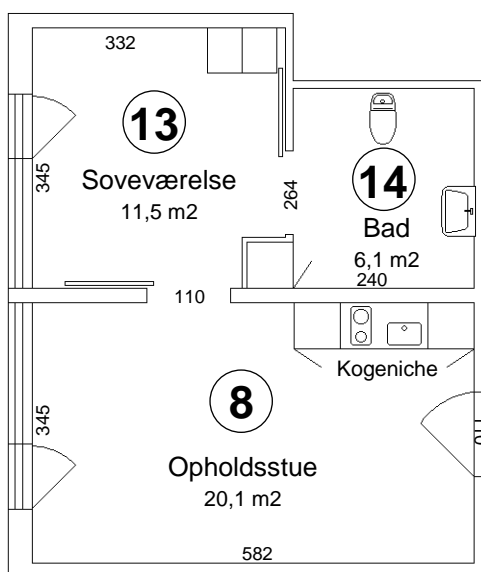 332
13
Soveværelse
11,5 m2
345
264
14
Bad
6,1 m2
240
110
Kogeniche
8
345
Opholdsstue
20,1 m2
582